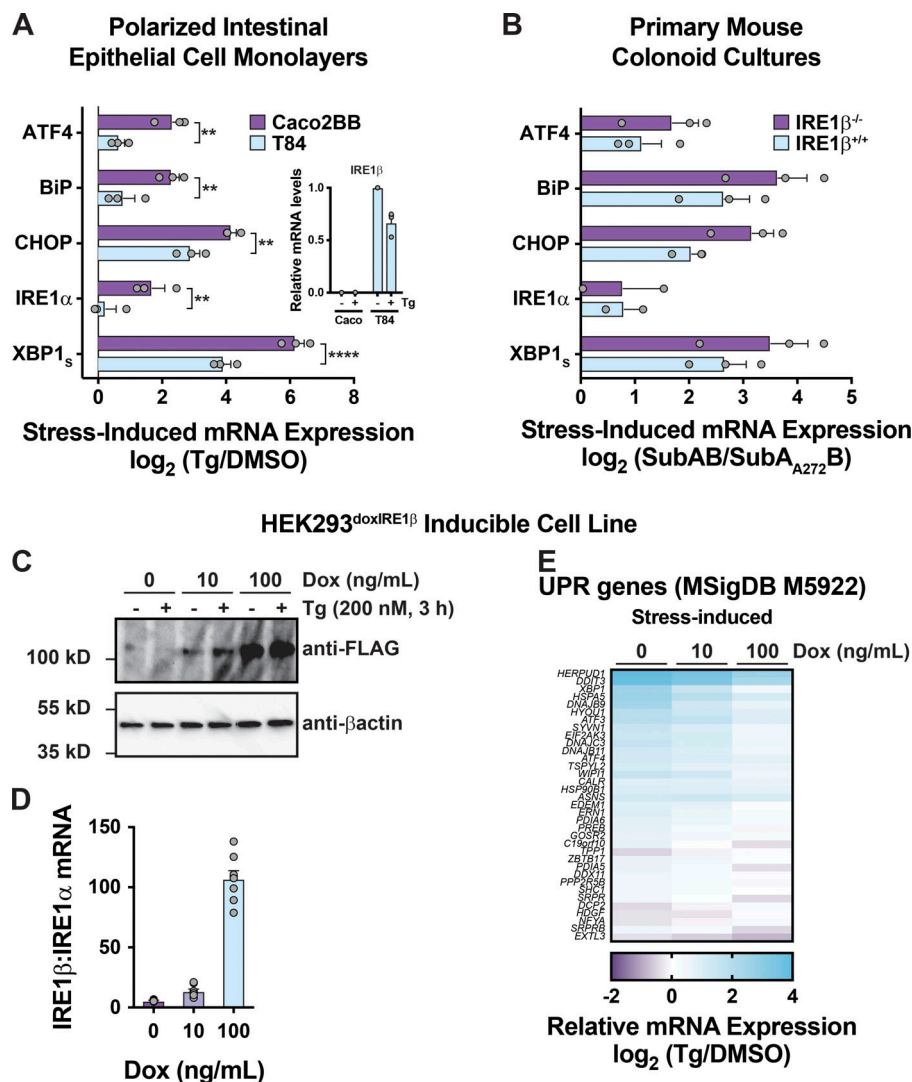 A
Polarized Intestinal
Epithelial Cell Monolayers
ATF4
BiP
CHOP
IRE1α
XBP1s
Caco2BB
T84
**
**
**
**
****
IRE1β
Relative mRNA levels
1.0
0.5
0.0
- + - + Tg
Caco T84
0 2 4 6 8
Stress-Induced mRNA Expression
log2 (Tg/DMSO)
B
Primary Mouse
Colonoid Cultures
ATF4
BiP
CHOP
IRE1α
XBP1s
IRE1β-/-
IRE1β+/+
0 1 2 3 4 5
Stress-Induced mRNA Expression
log2 (SubAB/SubAA272B)
HEK293doxIRE1β Inducible Cell Line
C
0 10 100 Dox (ng/mL)
- + - + - + Tg (200 nM, 3 h)
100 kD
anti-FLAG
55 kD
anti-βactin
35 kD
D
IRE1β:IRE1α mRNA
150
100
50
0
0 10 100
Dox (ng/mL)
E
UPR genes (MSigDB M5922)
Stress-induced
0 10 100 Dox (ng/mL)
HERPUD1
DDIT3
XBP1
HSPA5
DNAJB9
HYOU1
ATF3
SYVN1
EIF2AK3
DNAJC3
DNAJB11
ATF4
TSPYL2
WIPI1
CALR
HSP90B1
ASNS
EDEM1
ERN1
PDIA6
PREB
GOSR2
C19orf10
TPP1
ZBTB17
PDIA5
DDX11
PPP2R5B
SHC1
SRPR
DCP2
HDGF
NFYA
SRPRB
EXTL3
-2 0 2 4
Relative mRNA Expression
log2 (Tg/DMSO)